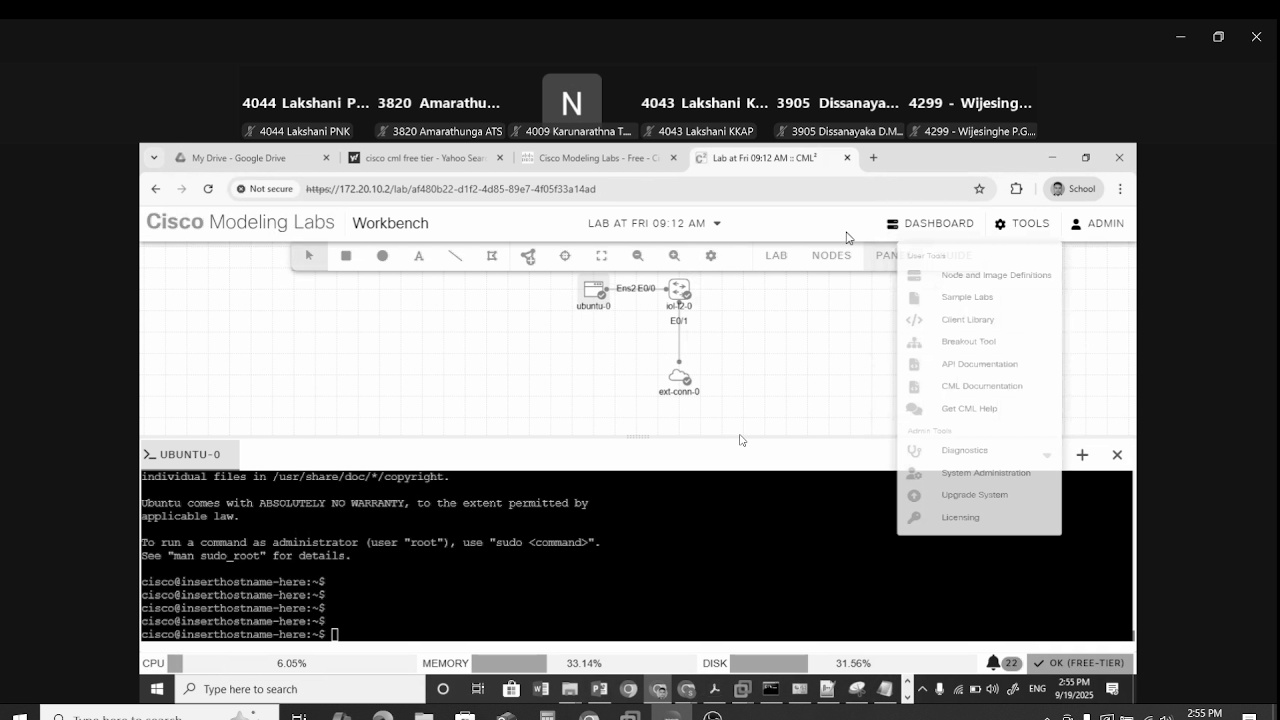 4044 Lakshani P... 3820 Amarathu... N 4043 Lakshani K... 3905 Dissanaya... 4299 - Wijesing...
4044 Lakshani PNK 3820 Amarathunga ATS 4009 Karunarathna T... 4043 Lakshani KKAP 3905 Dissanayaka D.M... 4299 - Wijesinghe P.G....
My Drive - Google Drive cisco cml free tier - Yahoo Sear Cisco Modeling Labs - Free - Ci Lab at Fri 09:12 AM :: CML²
Not secure https://172.20.10.2/lab/af480b22-d1f2-4d85-89e7-4f05f33a14ad School
Cisco Modeling Labs Workbench LAB AT FRI 09:12 AM DASHBOARD TOOLS ADMIN
A LAB NODES PAN UIDE
User Tools
Node and Image Definitions
Sample Labs
Client Library
Breakout Tool
API Documentation
CML Documentation
Get CML Help
Admin Tools
Diagnostics
System Administration
Upgrade System
Licensing
Ens2 E0/0
ubuntu-0 iol-l2-0
E0/1
ext-conn-0
UBUNTU-0
individual files in /usr/share/doc/*/copyright.
Ubuntu comes with ABSOLUTELY NO WARRANTY, to the extent permitted by
applicable law.
To run a command as administrator (user "root"), use "sudo <command>".
See "man sudo_root" for details.
cisco@inserthostname-here:~$
cisco@inserthostname-here:~$
cisco@inserthostname-here:~$
cisco@inserthostname-here:~$
cisco@inserthostname-here:~$
CPU 6.05% MEMORY 33.14% DISK 31.56% 22 OK (FREE-TIER)
Type here to search ENG 2:55 PM
9/19/2025
Type here to search 2:55 PM